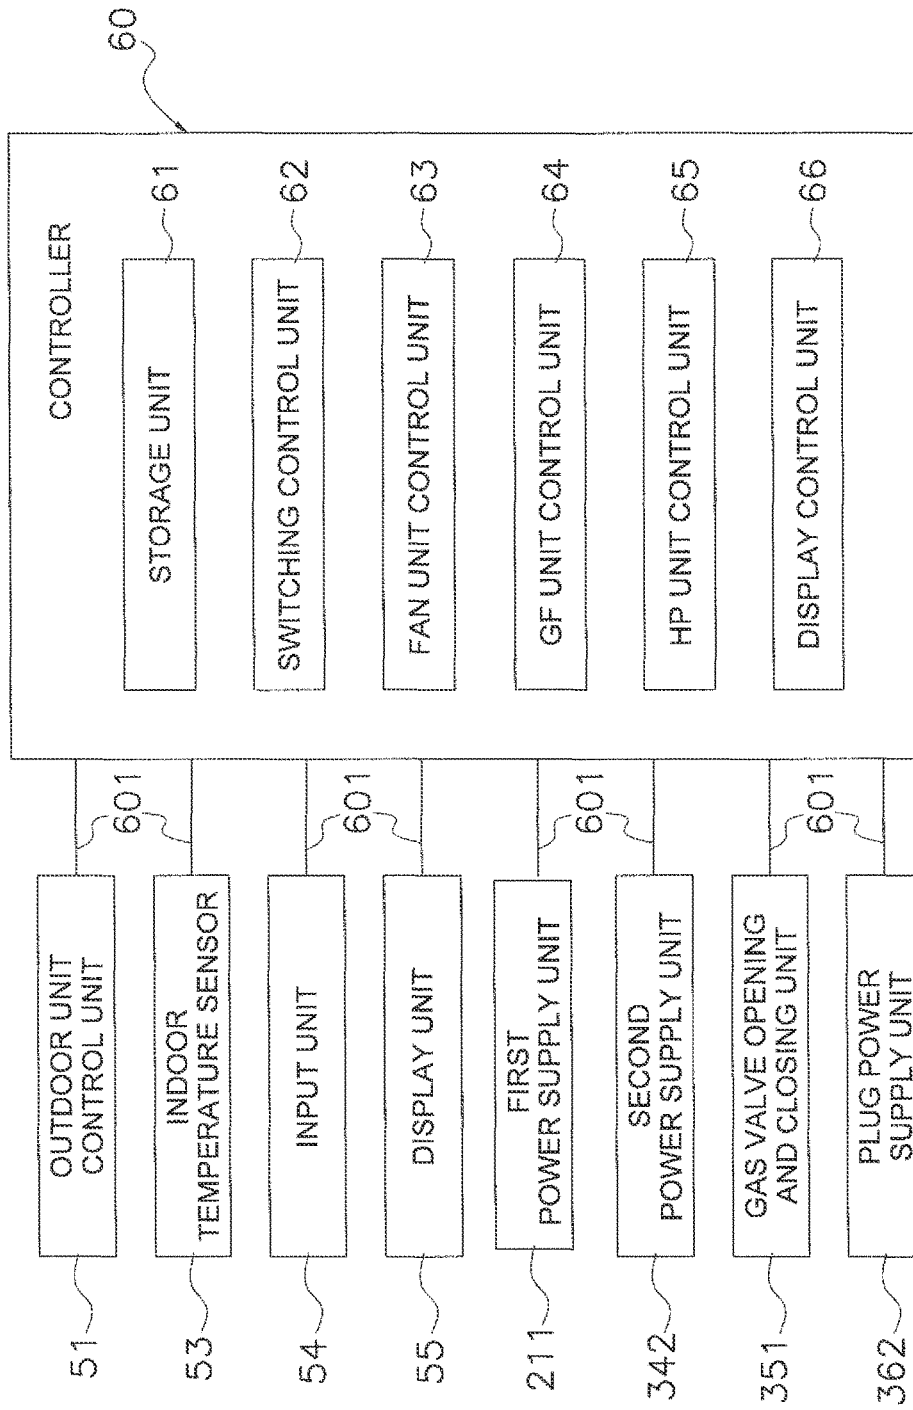 60
CONTROLLER
STORAGE UNIT
61
SWITCHING CONTROL UNIT
62
FAN UNIT CONTROL UNIT
63
GF UNIT CONTROL UNIT
64
HP UNIT CONTROL UNIT
65
DISPLAY CONTROL UNIT
66
601
601
601
601
51
OUTDOOR UNIT
CONTROL UNIT
53
INDOOR
TEMPERATURE SENSOR
54
INPUT UNIT
55
DISPLAY UNIT
211
FIRST
POWER SUPPLY UNIT
342
SECOND
POWER SUPPLY UNIT
351
GAS VALVE OPENING
AND CLOSING UNIT
362
PLUG POWER
SUPPLY UNIT